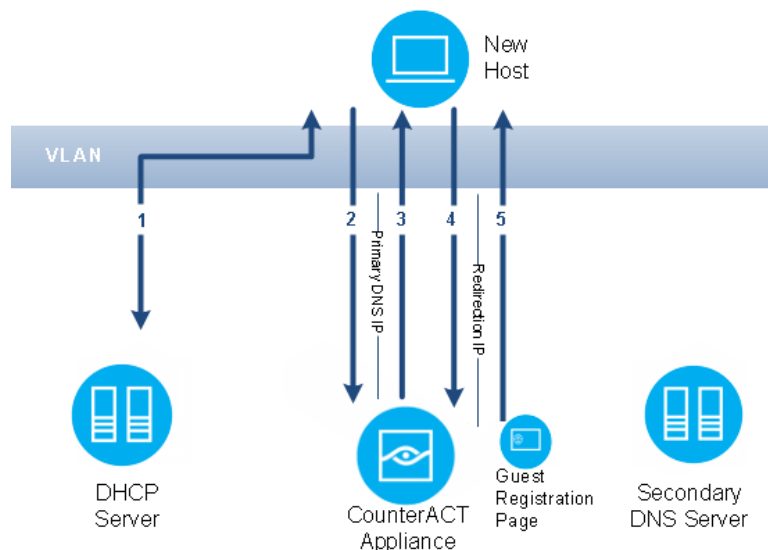 New
Host
VLAN
1
2
3
4
5
Primary DNS IP
Redirection IP
DHCP
Server
CounterACT
Appliance
Guest
Registration
Page
Secondary
DNS Server